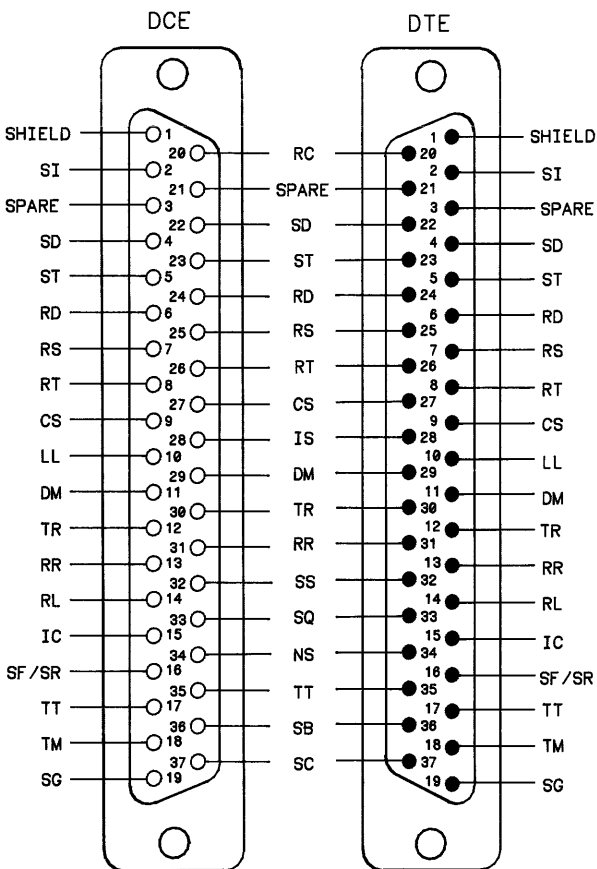 DCE DTE
SHIELD 1 1 SHIELD
20 RC 20
SI 2 2 SI
21 SPARE 21
SPARE 3 3 SPARE
22 SD 22
SD 4 4 SD
23 ST 23
ST 5 5 ST
24 RD 24
RD 6 6 RD
25 RS 25
RS 7 7 RS
26 RT 26
RT 8 8 RT
27 CS 27
CS 9 9 CS
28 IS 28
LL 10 10 LL
29 DM 29
DM 11 11 DM
30 TR 30
TR 12 12 TR
31 RR 31
RR 13 13 RR
32 SS 32
RL 14 14 RL
33 SQ 33
IC 15 15 IC
34 NS 34
SF/SR 16 16 SF/SR
35 TT 35
TT 17 17 TT
36 SB 36
TM 18 18 TM
37 SC 37
SG 19 19 SG